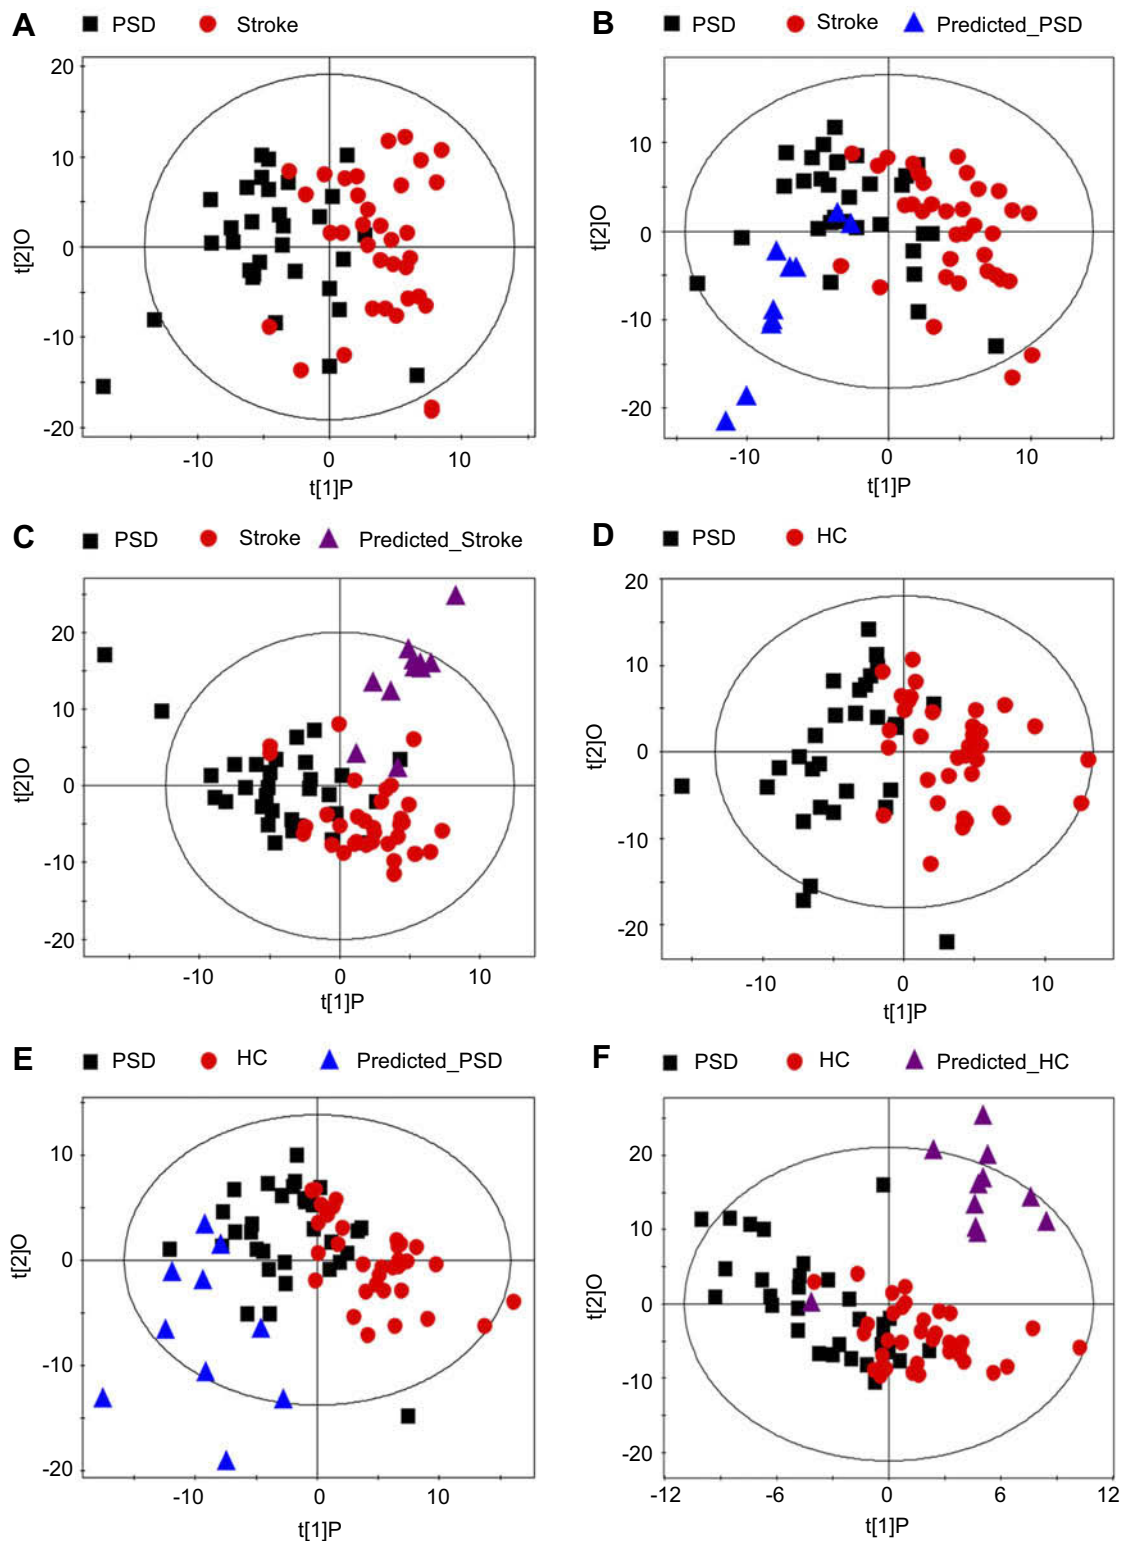 A PSD Stroke
20
10
0
-10
-20
t[2]O
-10 0 10
t[1]P
B PSD Stroke Predicted_PSD
10
0
-10
-20
t[2]O
-10 0 10
t[1]P
C PSD Stroke Predicted_Stroke
20
10
0
-10
-20
t[2]O
-10 0 10
t[1]P
D PSD HC
20
10
0
-10
-20
t[2]O
-10 0 10
t[1]P
E PSD HC Predicted_PSD
10
0
-10
-20
t[2]O
-10 0 10
t[1]P
F PSD HC Predicted_HC
20
10
0
-10
-20
t[2]O
-12 -6 0 6 12
t[1]P